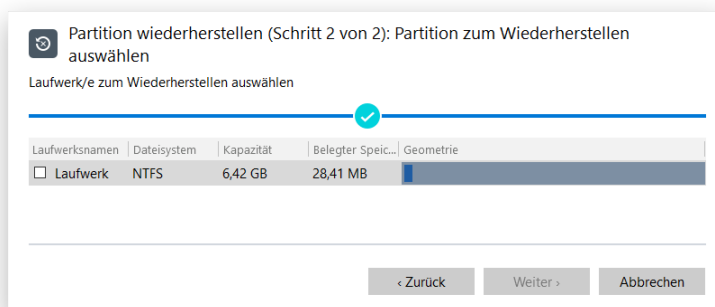 Partition wiederherstellen (Schritt 2 von 2): Partition zum Wiederherstellen
auswählen
Laufwerk/e zum Wiederherstellen auswählen
Laufwerksnamen Dateisystem Kapazität Belegter Speic... Geometrie
Laufwerk NTFS 6,42 GB 28,41 MB
‹ Zurück Weiter › Abbrechen